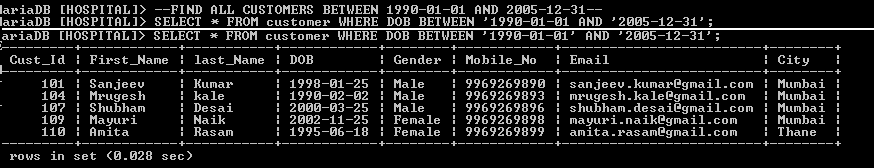 ariaDB [HOSPITAL]> --FIND ALL CUSTOMERS BETWEEN 1990-01-01 AND 2005-12-31--
ariaDB [HOSPITAL]> SELECT * FROM customer WHERE DOB BETWEEN '1990-01-01 AND '2005-12-31';
ariaDB [HOSPITAL]> SELECT * FROM customer WHERE DOB BETWEEN '1990-01-01' AND '2005-12-31';
Cust_Id | First_Name | last_Name | DOB | Gender | Mobile_No | Email | City |
101 | Sanjeev | Kumar | 1998-01-25 | Male | 9969269890 | sanjeev.kumar@gmail.com | Mumbai |
104 | Mrugesh | kale | 1990-02-02 | Male | 9969269893 | mrugesh.kale@gmail.com | Mumbai |
107 | Shubham | Desai | 2000-03-25 | Male | 9969269896 | shubham.desai@gmail.com | Mumbai |
109 | Mayuri | Naik | 2002-11-25 | Female | 9969269898 | mayuri.naik@gmail.com | Mumbai |
110 | Amita | Rasam | 1995-06-18 | Female | 9969269899 | amita.rasam@gmail.com | Thane |
rows in set (0.028 sec)